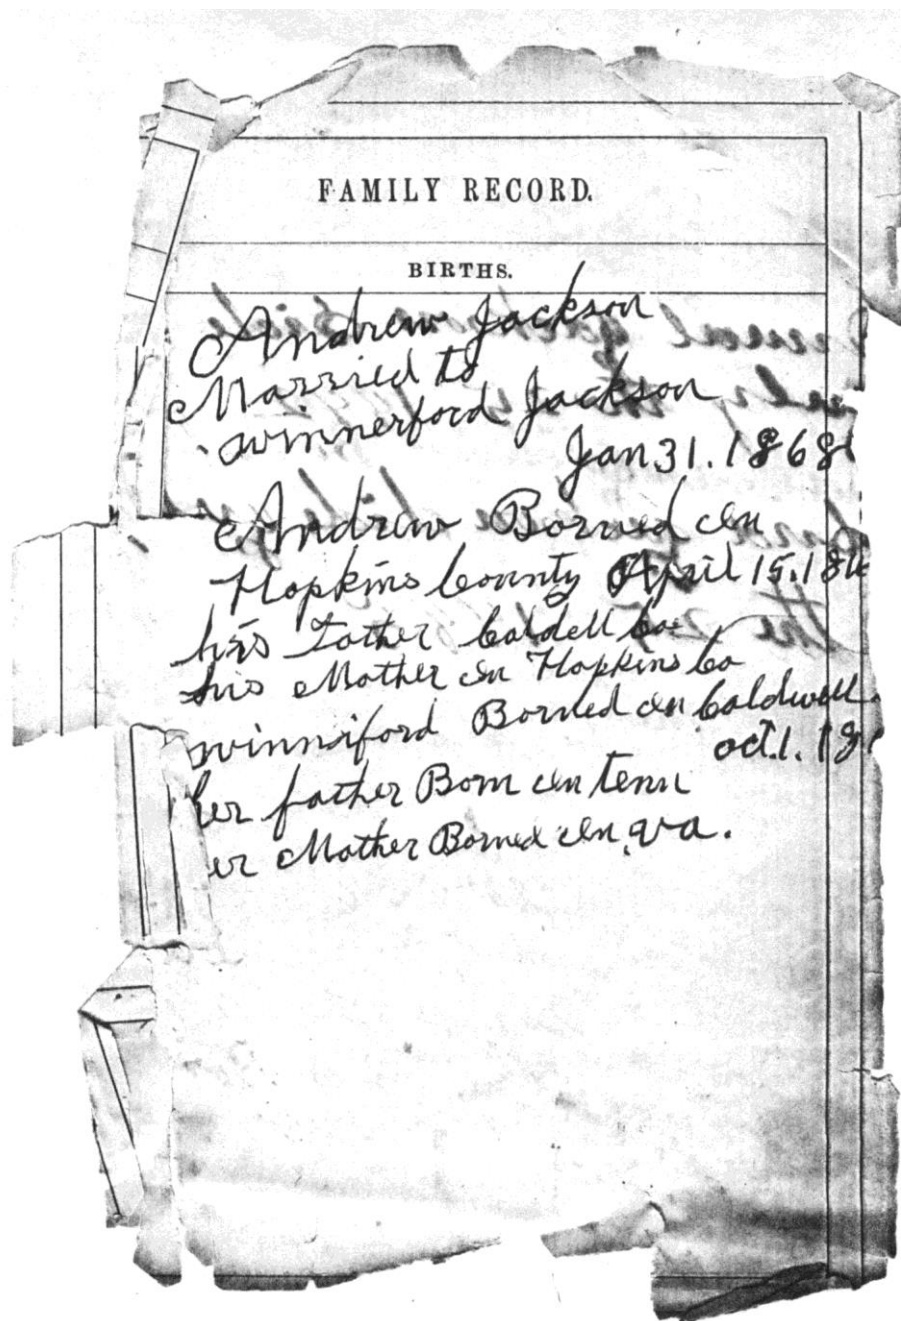 FAMILY RECORD.
BIRTHS.
Andrew Jackson
Married to
winnerford Jackson
Jan 31. 1868
Andrew Borned in
Hopkins County April 15. 18
his Father Caldell Co
his Mother in Hopkins Co
winniford Borned in Caldwell
oct. 1. 18
her father Born in tenn
er Mother Borned in va.